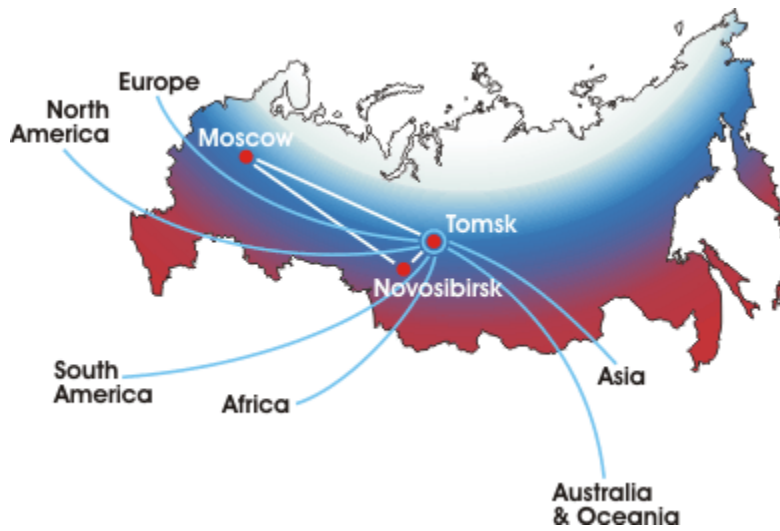 Europe
North
America
Moscow
Tomsk
Novosibirsk
South
America
Africa
Asia
Australia
& Oceania